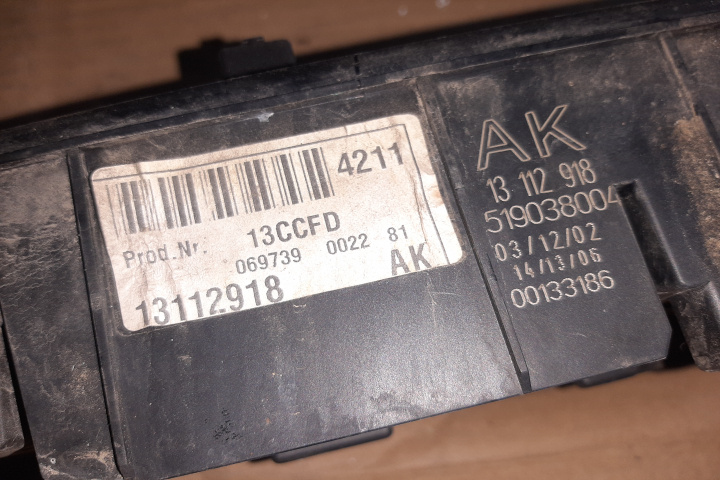 4211
Prod.Nr. 13CCFD
069739 0022 81
13112918 AK
AK
13 112 918
519038004
03/12/02
14/13/06
00133186